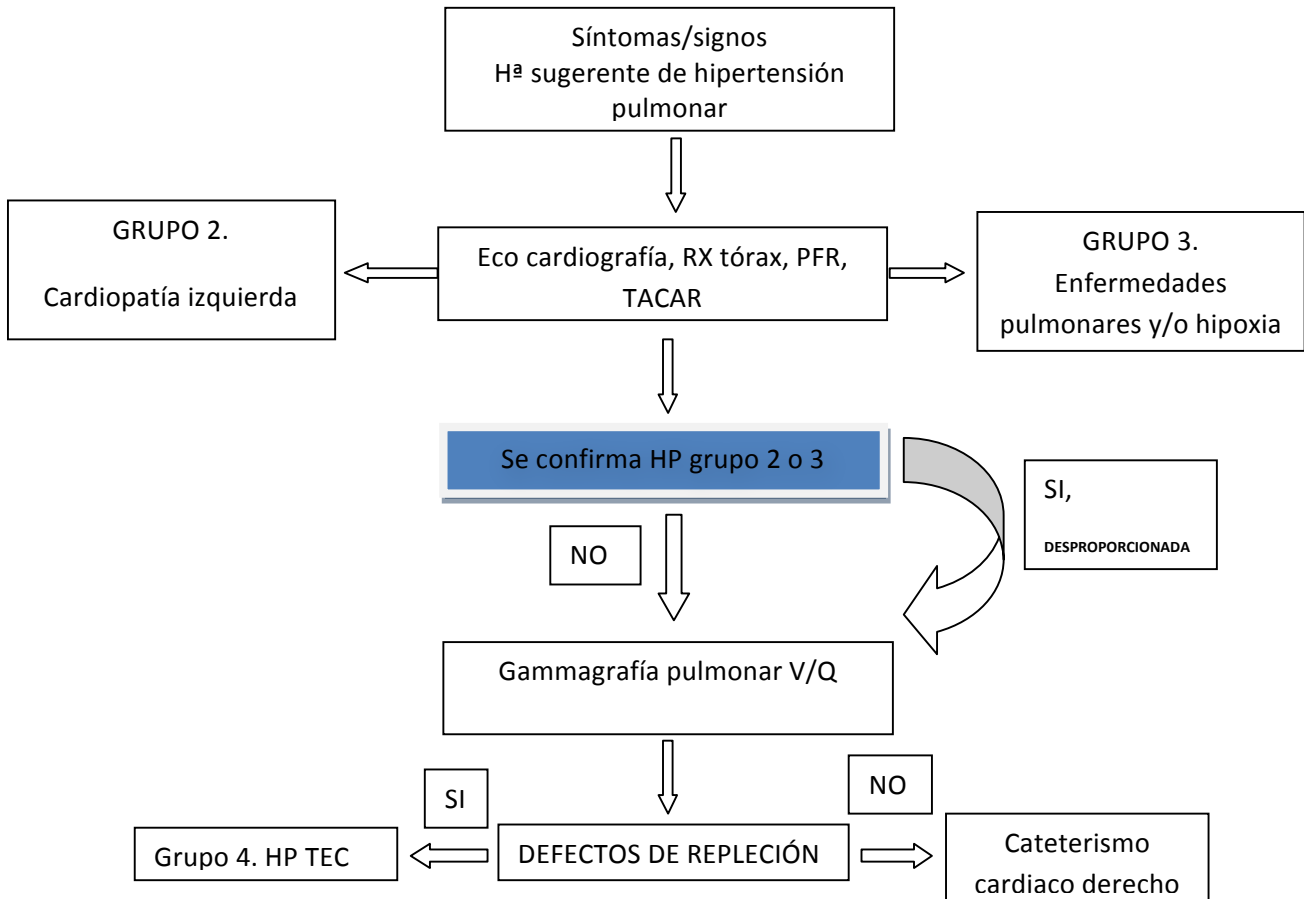 Síntomas/signos
Hª sugerente de hipertensión
pulmonar
GRUPO 2.
Cardiopatía izquierda
Eco cardiografía, RX tórax, PFR,
TACAR
GRUPO 3.
Enfermedades
pulmonares y/o hipoxia
Se confirma HP grupo 2 o 3
SI,
DESPROPORCIONADA
NO
Gammagrafía pulmonar V/Q
SI
NO
Grupo 4. HP TEC
DEFECTOS DE REPLECIÓN
Cateterismo
cardiaco derecho